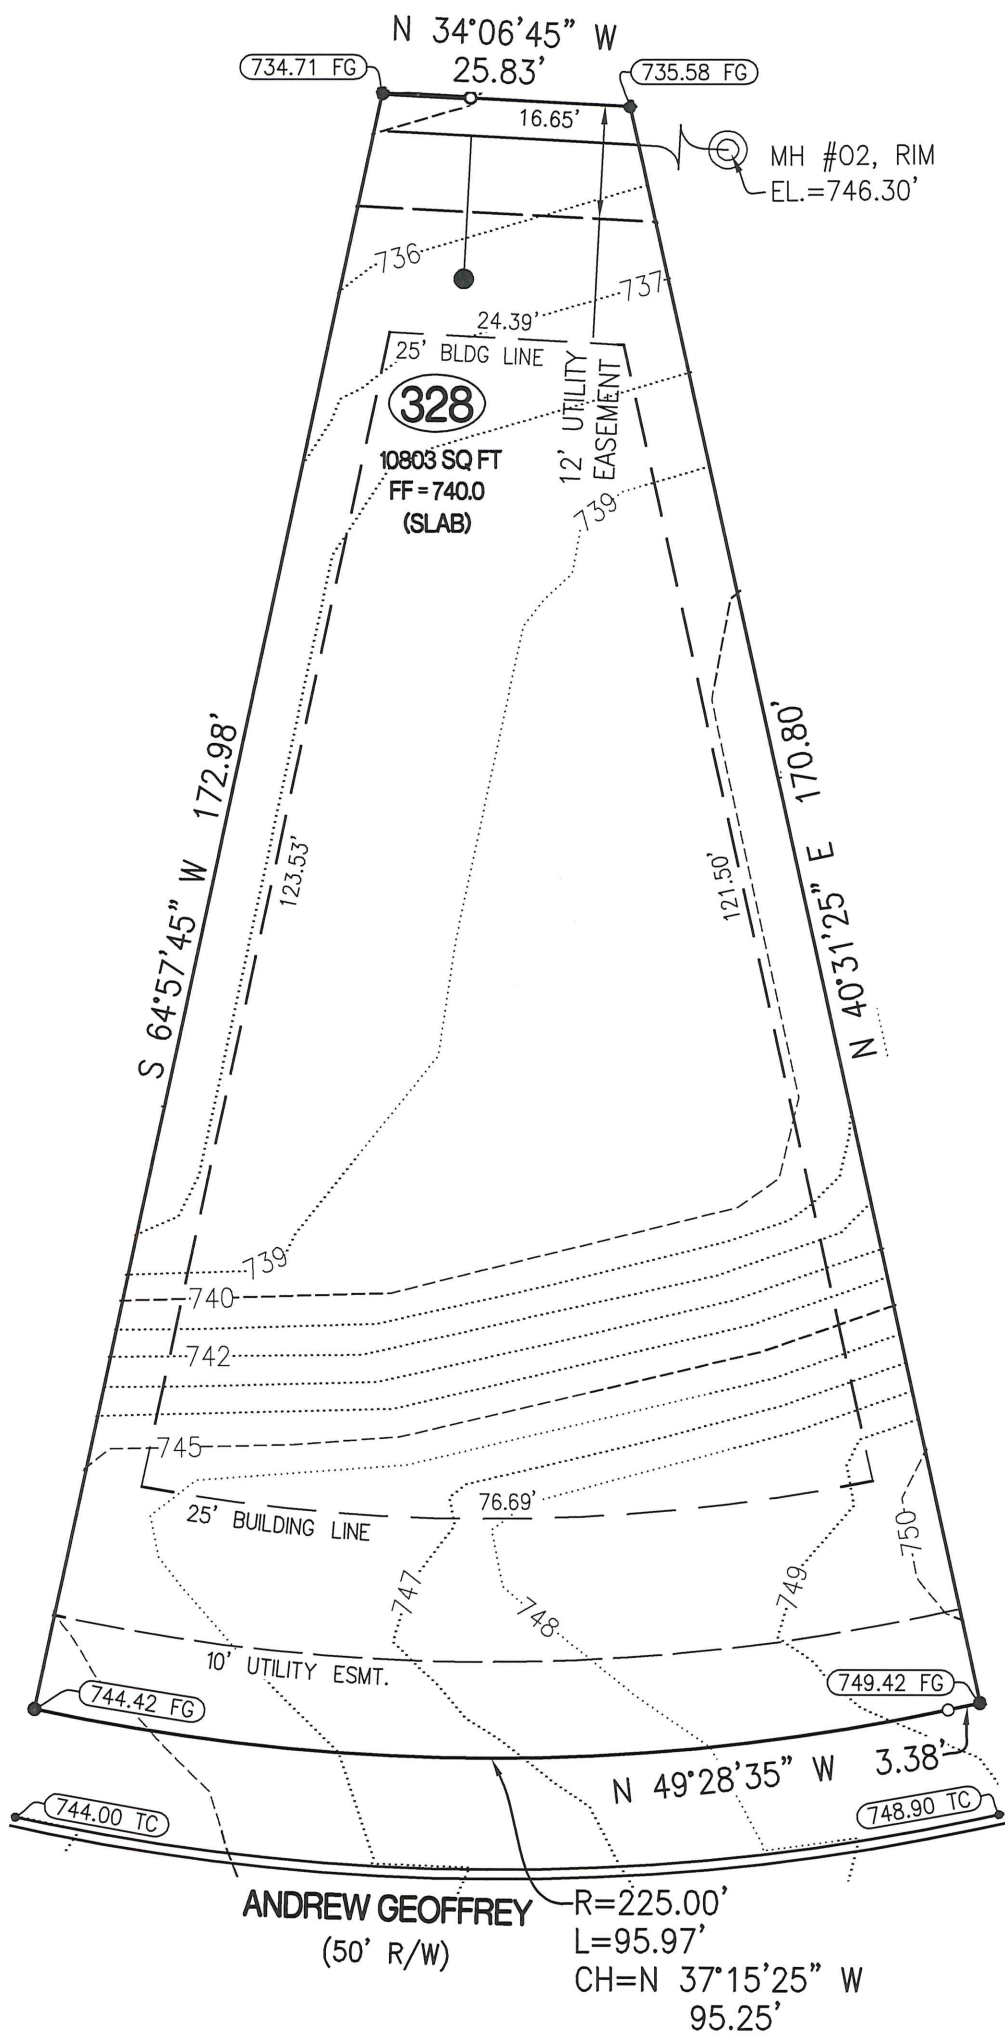 N 34°06'45" W
25.83'
734.71 FG
735.58 FG
16.65'
MH #02, RIM
EL.=746.30'
736
737
24.39'
25' BLDG LINE
12' UTILITY
EASEMENT
328
10803 SQ FT
FF = 740.0
(SLAB)
739
S 64°57'45" W 172.98'
123.53'
121.50'
N 40°31'25" E 170.80'
739
740
742
745
76.69'
25' BUILDING LINE
747
748
749
750
10' UTILITY ESMT.
744.42 FG
749.42 FG
N 49°28'35" W 3.38'
744.00 TC
748.90 TC
ANDREW GEOFFREY
(50' R/W)
R=225.00'
L=95.97'
CH=N 37°15'25" W
95.25'